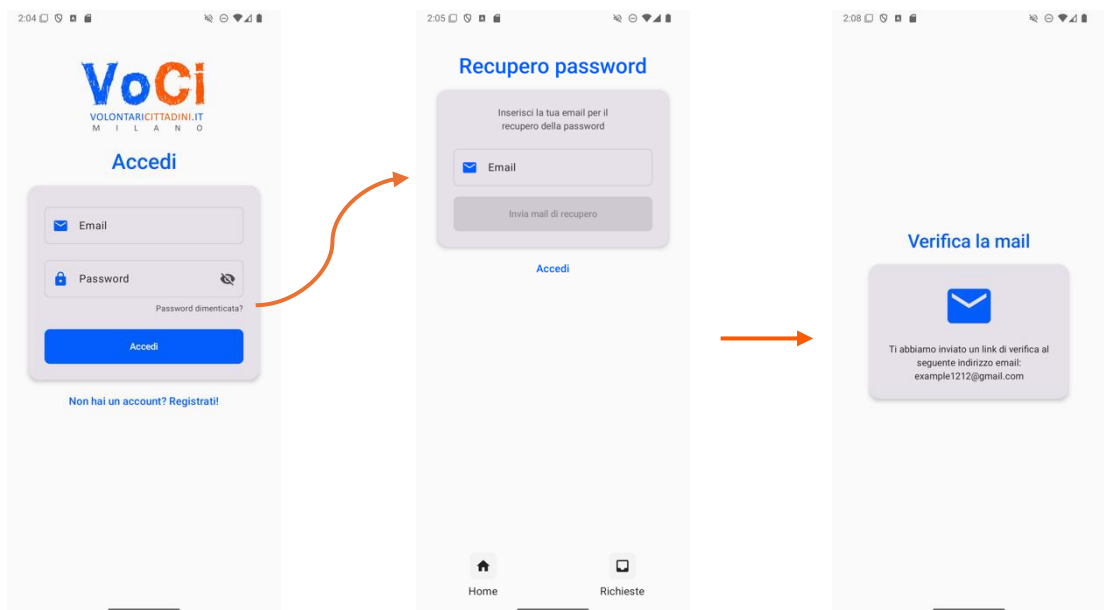 2:04
VoCi
VOLONTARICITTADINI.IT
MILANO
Accedi
Email
Password
Password dimenticata?
Accedi
Non hai un account? Registrati!
2:05
Recupero password
Inserisci la tua email per il
recupero della password
Email
Invia mail di recupero
Accedi
Home
Richieste
2:08
Verifica la mail
Ti abbiamo inviato un link di verifica al
seguente indirizzo email:
example1212@gmail.com